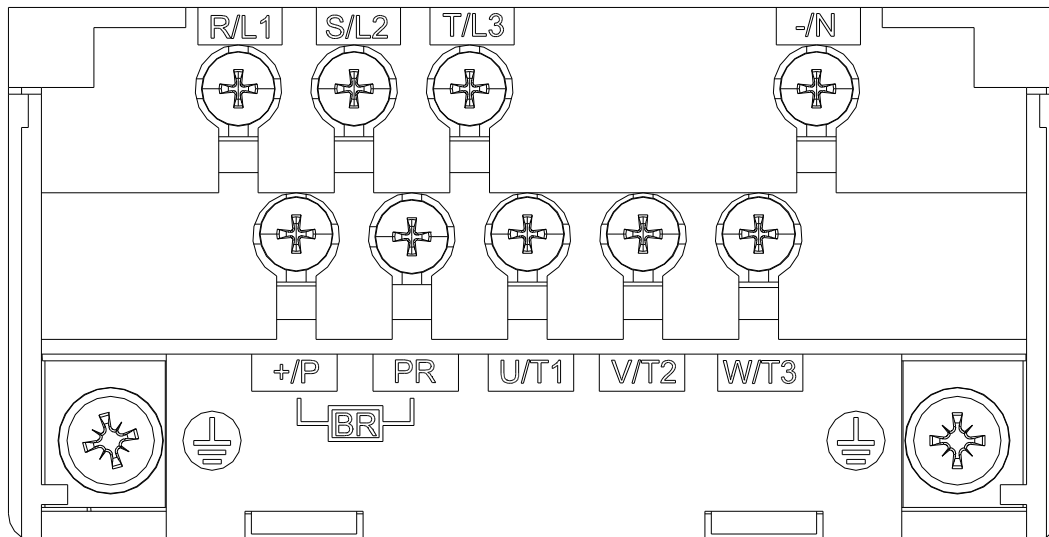 R/L1 S/L2 T/L3 -/N
+/P PR U/T1 V/T2 W/T3
BR